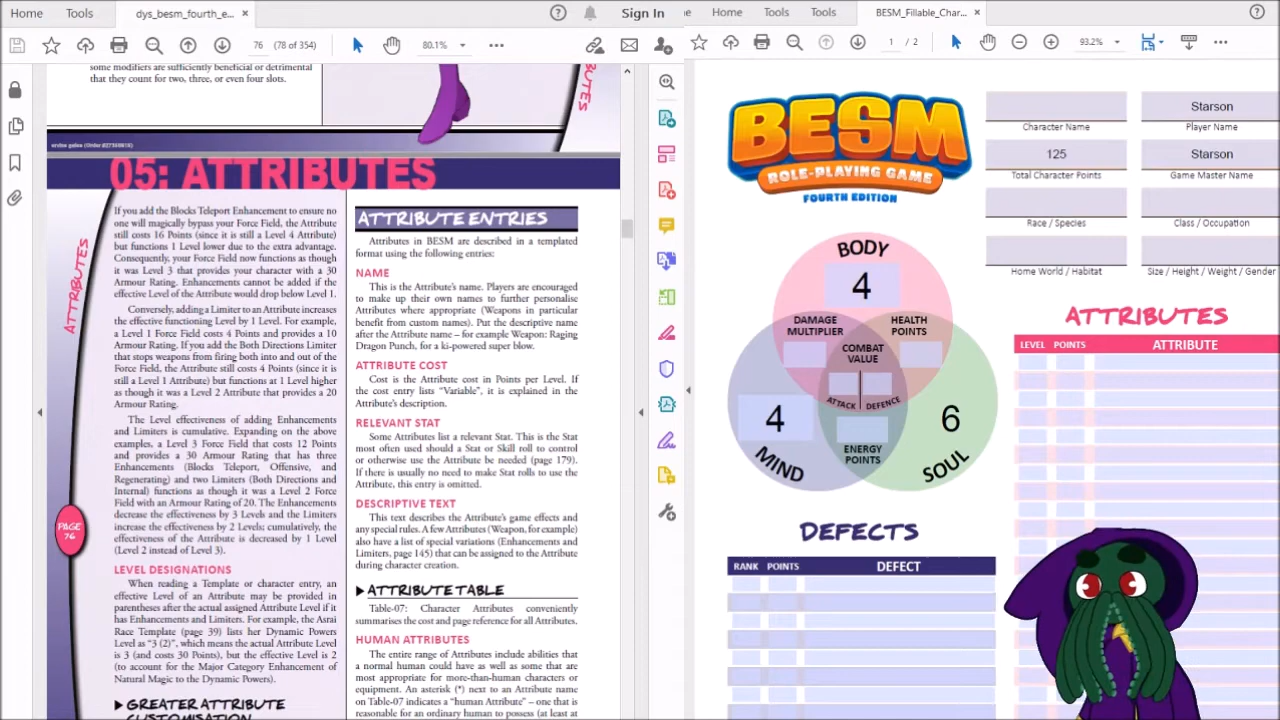 Home Tools dys_besm_fourth_e... × Sign In
76 (78 of 354) 80.1%
some modifiers are sufficiently beneficial or detrimental
that they count for two, three, or even four slots.
05: ATTRIBUTES
ATTRIBUTES
If you add the Blocks Teleport Enhancement to ensure no
one will magically bypass your Force Field, the Attribute
still costs 16 Points (since it is still a Level 4 Attribute)
but functions 1 Level lower due to the extra advantage.
Consequently, your Force Field now functions as though
it was Level 3 that provides your character with a 30
Armour Rating. Enhancements cannot be added if the
effective Level of the Attribute would drop below Level 1.
Conversely, adding a Limiter to an Attribute increases
the effective functioning Level by 1 Level. For example,
a Level 1 Force Field costs 4 Points and provides a 10
Armour Rating. If you add the Both Directions Limiter
that stops weapons from firing both into and out of the
Force Field, the Attribute still costs 4 Points (since it is
still a Level 1 Attribute) but functions at 1 Level higher
as though it was a Level 2 Attribute that provides a 20
Armour Rating.
The Level effectiveness of adding Enhancements
and Limiters is cumulative. Expanding on the above
examples, a Level 3 Force Field that costs 12 Points
and provides a 30 Armour Rating that has three
Enhancements (Blocks Teleport, Offensive, and
Regenerating) and two Limiters (Both Directions and
Internal) functions as though it was a Level 2 Force
Field with an Armour Rating of 20. The Enhancements
decrease the effectiveness by 3 Levels and the Limiters
increase the effectiveness by 2 Levels; cumulatively, the
effectiveness of the Attribute is decreased by 1 Level
(Level 2 instead of Level 3).
PAGE
76
LEVEL DESIGNATIONS
When reading a Template or character entry, an
effective Level of an Attribute may be provided in
parentheses after the actual assigned Attribute Level if it
has Enhancements and Limiters. For example, the Asrai
Race Template (page 39) lists her Dynamic Powers
Level as “3 (2)”, which means the actual Attribute Level
is 3 (and costs 30 Points), but the effective Level is 2
(to account for the Major Category Enhancement of
Natural Magic to the Dynamic Powers).
GREATER ATTRIBUTE
CUSTOMISATION
ATTRIBUTE ENTRIES
Attributes in BESM are described in a templated
format using the following entries:
NAME
This is the Attribute’s name. Players are encouraged
to make up their own names to further personalise
Attributes where appropriate (Weapons in particular
benefit from custom names). Put the descriptive name
after the Attribute name – for example Weapon: Raging
Dragon Punch, for a ki-powered super blow.
ATTRIBUTE COST
Cost is the Attribute cost in Points per Level. If
the cost entry lists “Variable”, it is explained in the
Attribute’s description.
RELEVANT STAT
Some Attributes list a relevant Stat. This is the Stat
most often used should a Stat or Skill roll to control
or otherwise use the Attribute be needed (page 179).
If there is usually no need to make Stat rolls to use the
Attribute, this entry is omitted.
DESCRIPTIVE TEXT
This text describes the Attribute’s game effects and
any special rules. A few Attributes (Weapon, for example)
also have a list of special variations (Enhancements and
Limiters, page 145) that can be assigned to the Attribute
during character creation.
ATTRIBUTE TABLE
Table-07: Character Attributes conveniently
summarises the cost and page reference for all Attributes.
HUMAN ATTRIBUTES
The entire range of Attributes include abilities that
a normal human could have as well as some that are
most appropriate for more-than-human characters or
equipment. An asterisk (*) next to an Attribute name
on Table-07 indicates a “human Attribute” – one that is
reasonable for an ordinary human to possess (at least at
me Home Tools Tools BESM_Fillable_Char... ×
1 / 2 93.2%
BESM
ROLE-PLAYING GAME
FOURTH EDITION
Starson
Character Name Player Name
125 Starson
Total Character Points Game Master Name
Race / Species Class / Occupation
Home World / Habitat Size / Height / Weight / Gender
BODY
4
DAMAGE
MULTIPLIER
HEALTH
POINTS
COMBAT
VALUE
ATTACK DEFENCE
4
MIND
6
SOUL
ENERGY
POINTS
ATTRIBUTES
LEVEL POINTS ATTRIBUTE
DEFECTS
RANK POINTS DEFECT